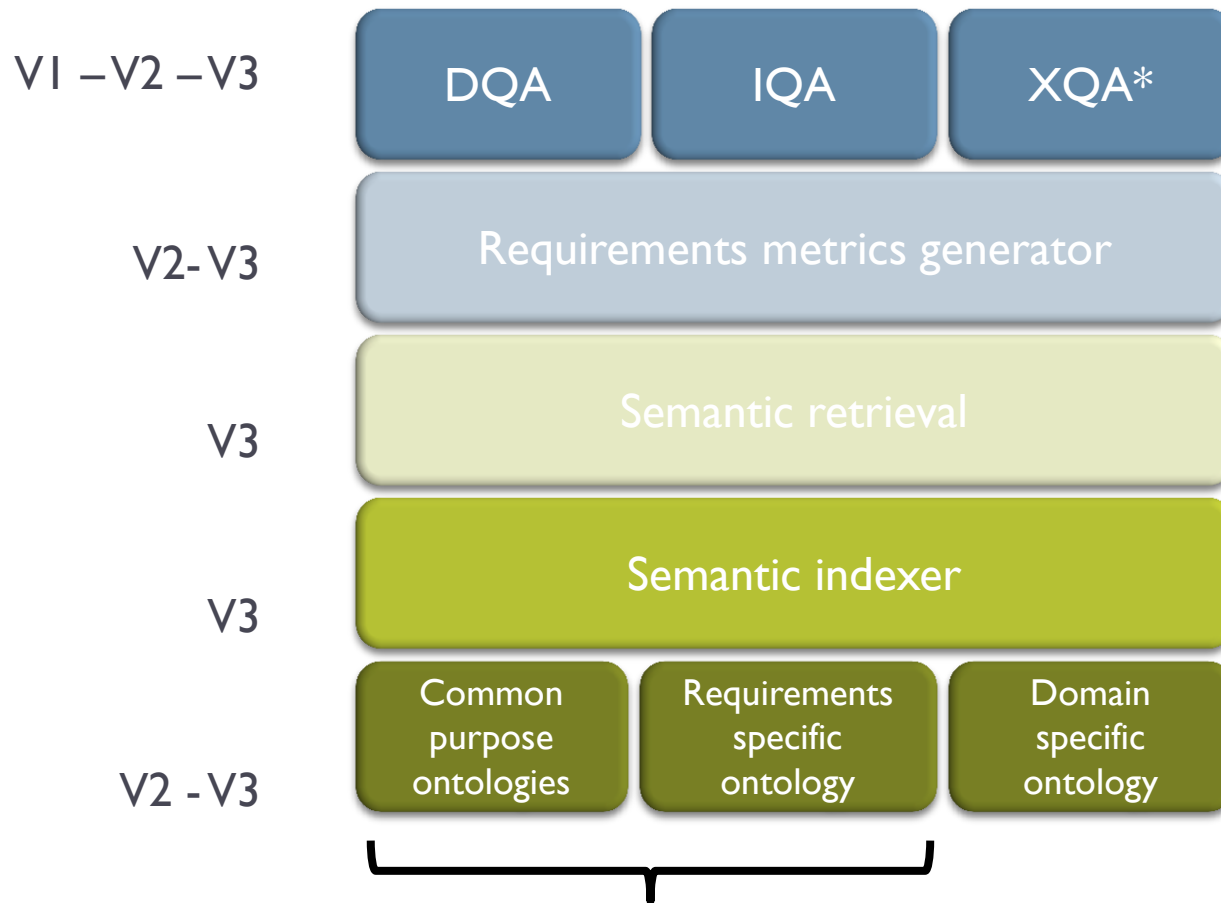 V1 – V2 – V3
DQA
IQA
XQA*
V2- V3
Requirements metrics generator
V3
Semantic retrieval
V3
Semantic indexer
V2 - V3
Common
purpose
ontologies
Requirements
specific
ontology
Domain
specific
ontology